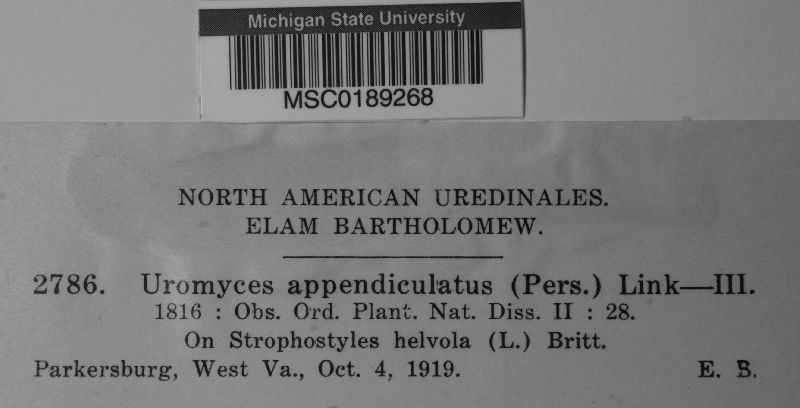 Michigan State University
MSC0189268
NORTH AMERICAN UREDINALES.
ELAM BARTHOLOMEW.
2786. Uromyces appendiculatus (Pers.) Link—III.
1816 : Obs. Ord. Plant. Nat. Diss. II : 28.
On Strophostyles helvola (L.) Britt.
Parkersburg, West Va., Oct. 4, 1919. E. B.